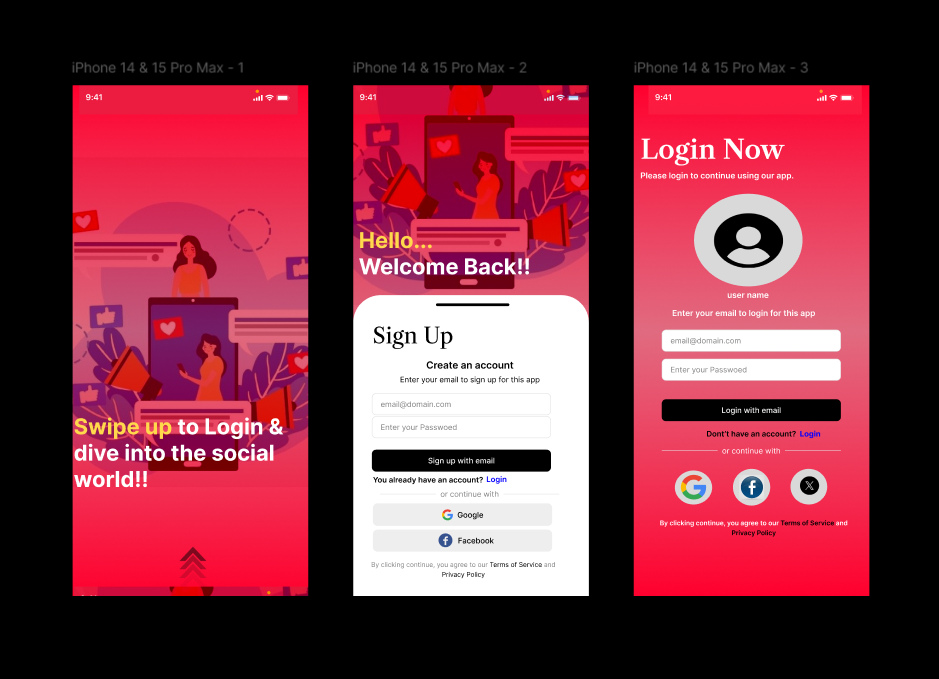 iPhone 14 & 15 Pro Max - 1
9:41
Swipe up to Login &
dive into the social
world!!
iPhone 14 & 15 Pro Max - 2
9:41
Hello...
Welcome Back!!
Sign Up
Create an account
Enter your email to sign up for this app
email@domain.com
Enter your Passwoed
Sign up with email
You already have an account? Login
or continue with
Google
Facebook
By clicking continue, you agree to our Terms of Service and
Privacy Policy
iPhone 14 & 15 Pro Max - 3
9:41
Login Now
Please login to continue using our app.
user name
Enter your email to login for this app
email@domain.com
Enter your Passwoed
Login with email
Dont't have an account? Login
or continue with
By clicking continue, you agree to our Terms of Service and
Privacy Policy